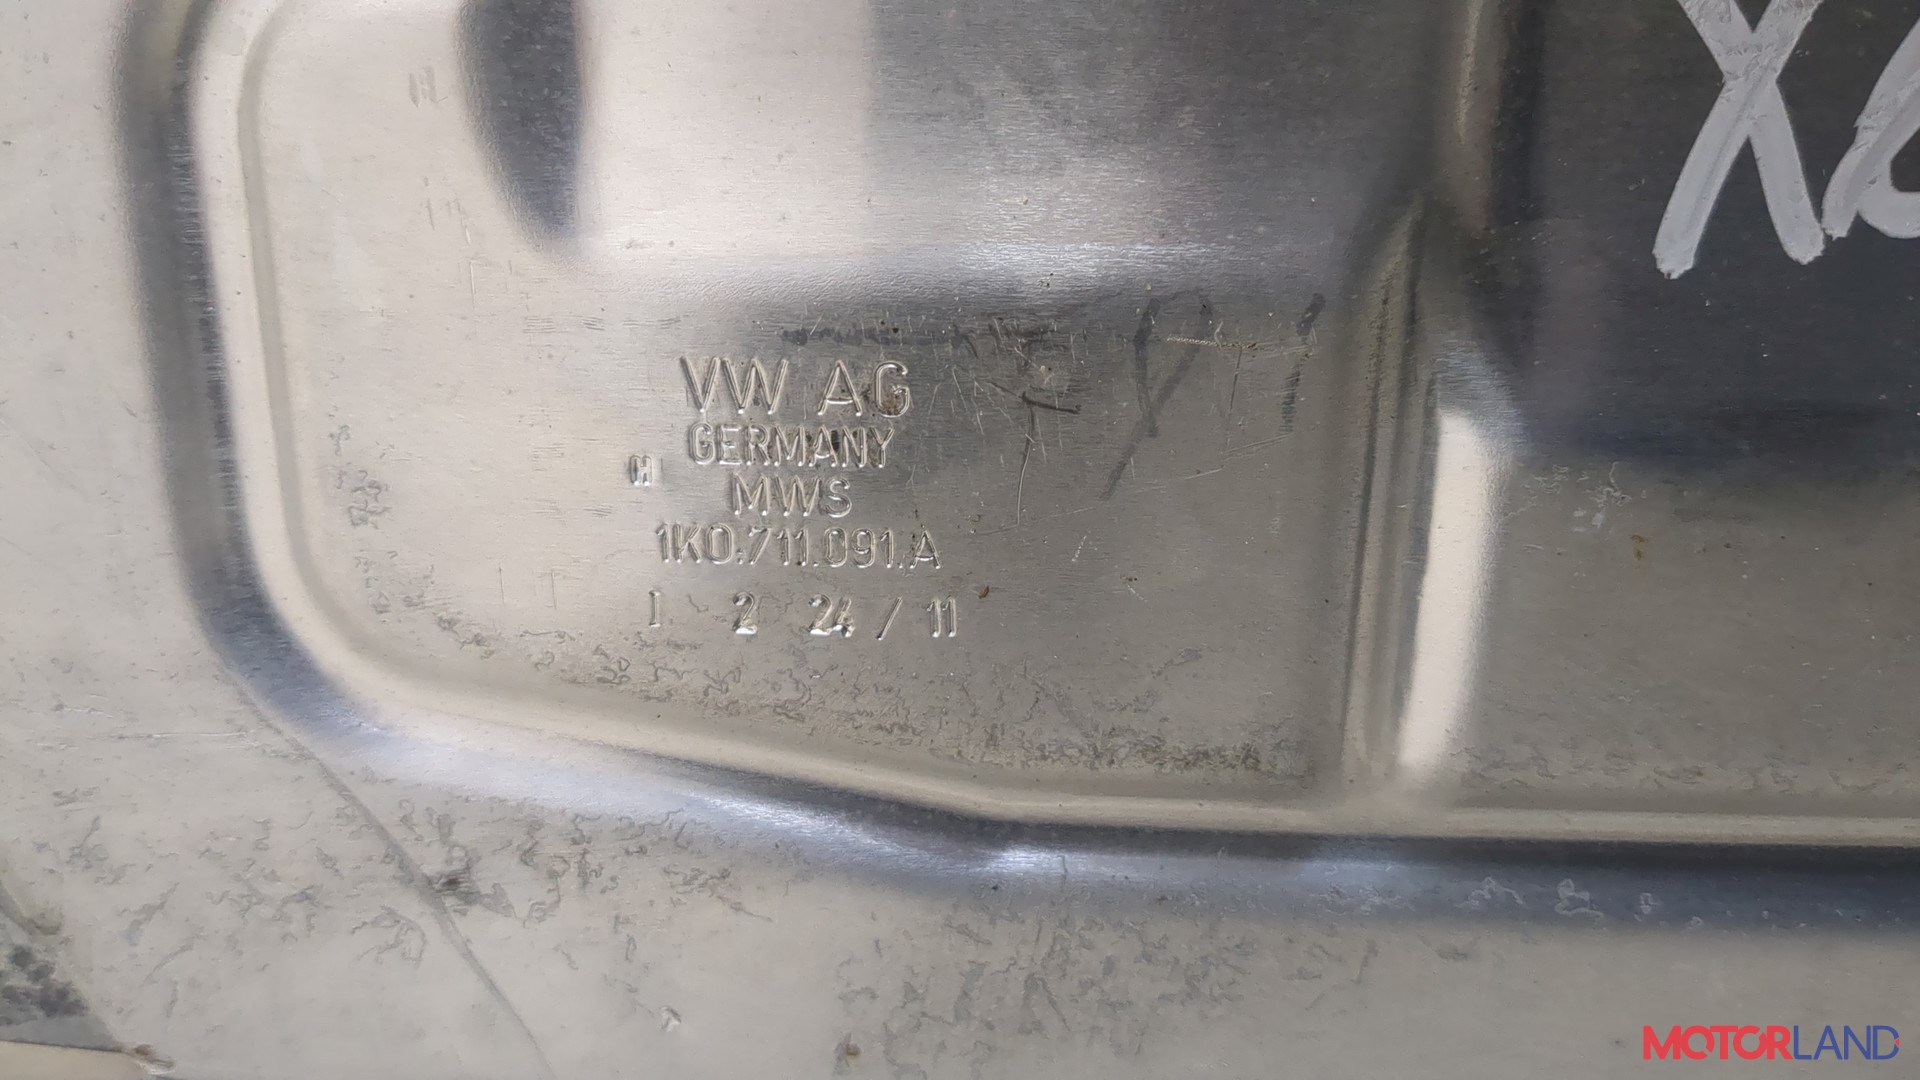 VW AG
GERMANY
H
MWS
1K0.711.091.A
I 2 24 / 11
MOTORLAND